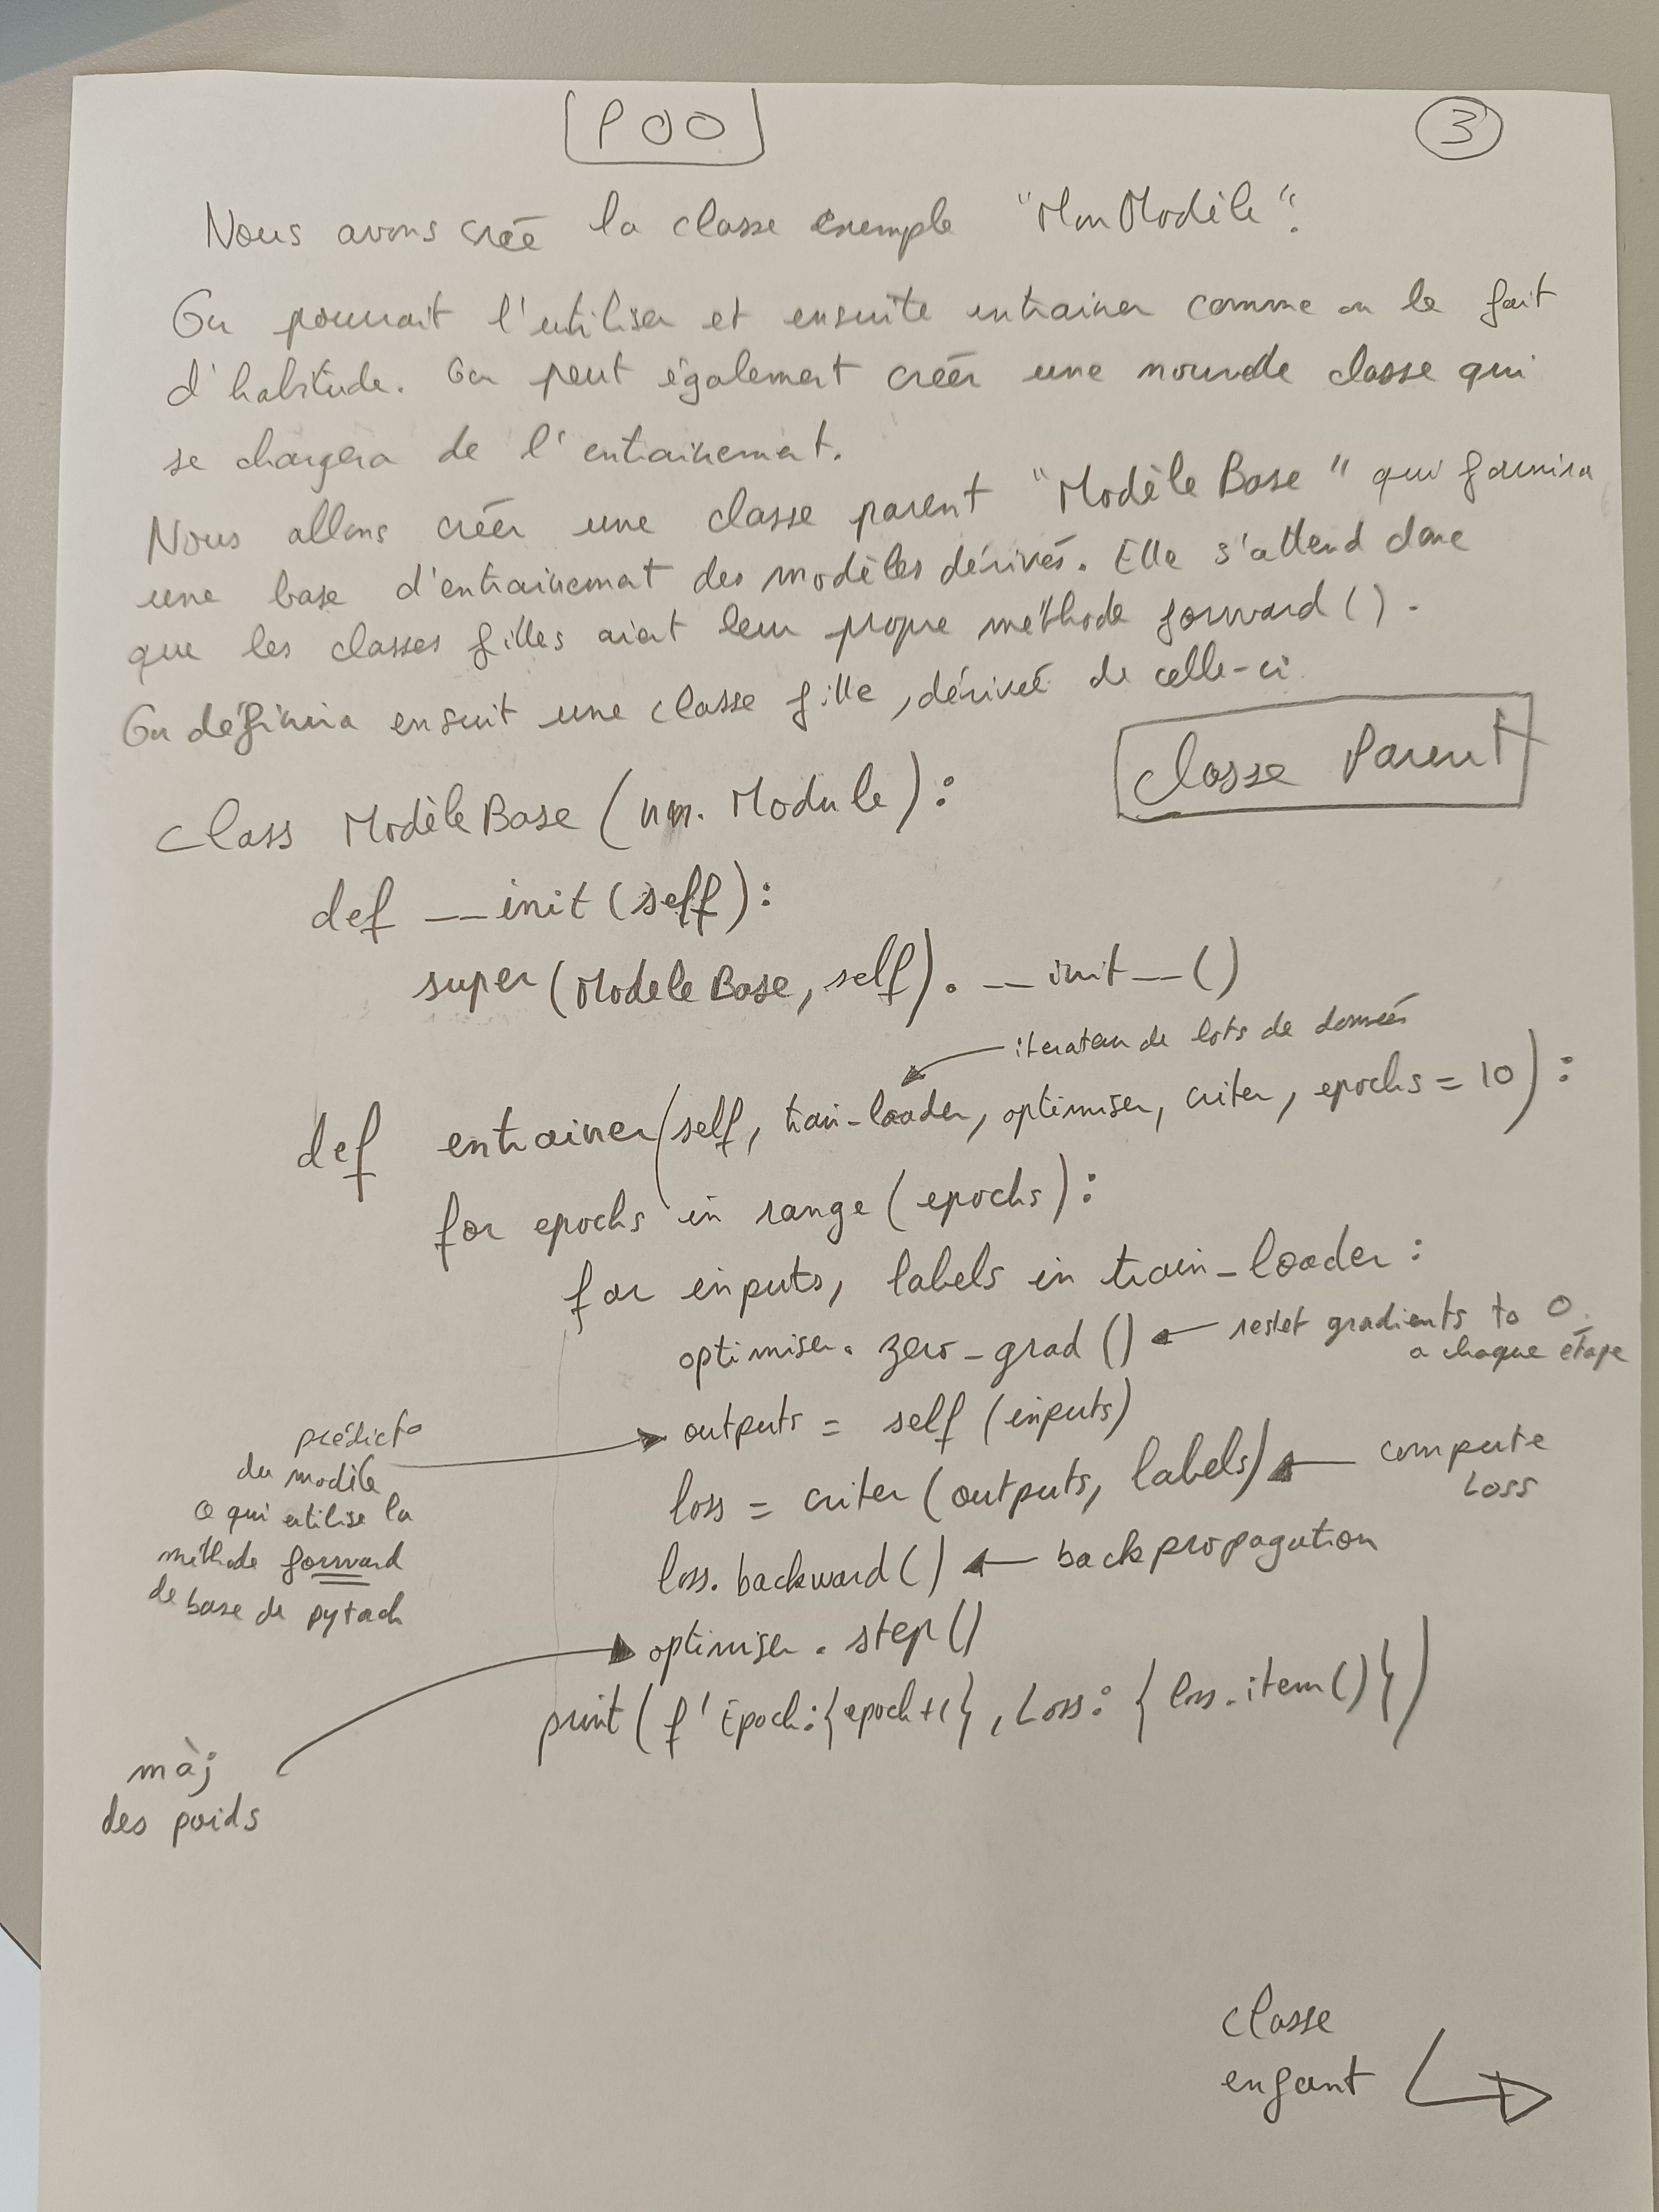 POO
3
Nous avons créé la classe exemple "MonModèle".
On pourrait l'utiliser et ensuite entrainer comme on le fait
d'habitude. On peut également créer une nouvelle classe qui
se chargera de l'entrainement.
Nous allons créer une classe parent "Modèle Base" qui fournira
une base d'entrainement des modèles dérivés. Elle s'attend donc
que les classes filles aient leur propre méthode forward().
On définira ensuit une classe fille, dérivée de celle-ci.
Classe Parent
class ModèleBase (nn.Module):
def __init(self):
super(ModeleBase, self).__init__()
iterateur de lots de données
def entrainer(self, train-loader, optimiser, criter, epochs = 10):
for epochs in range(epochs):
for inputs, labels in train-loader:
optimiser.zero-grad() ← reset gradients to 0
a chaque étape
prédicto → outputs = self(inputs)
du modèle
loss = criter(outputs, labels) ← compute
Loss
qui utilise la
méthode forward
de base de pytorch
loss.backward() ← backpropagation
optimiser.step()
print(f'Epoch:{epoch+1}, Loss: {loss.item()})
màj
des poids
classe
enfant